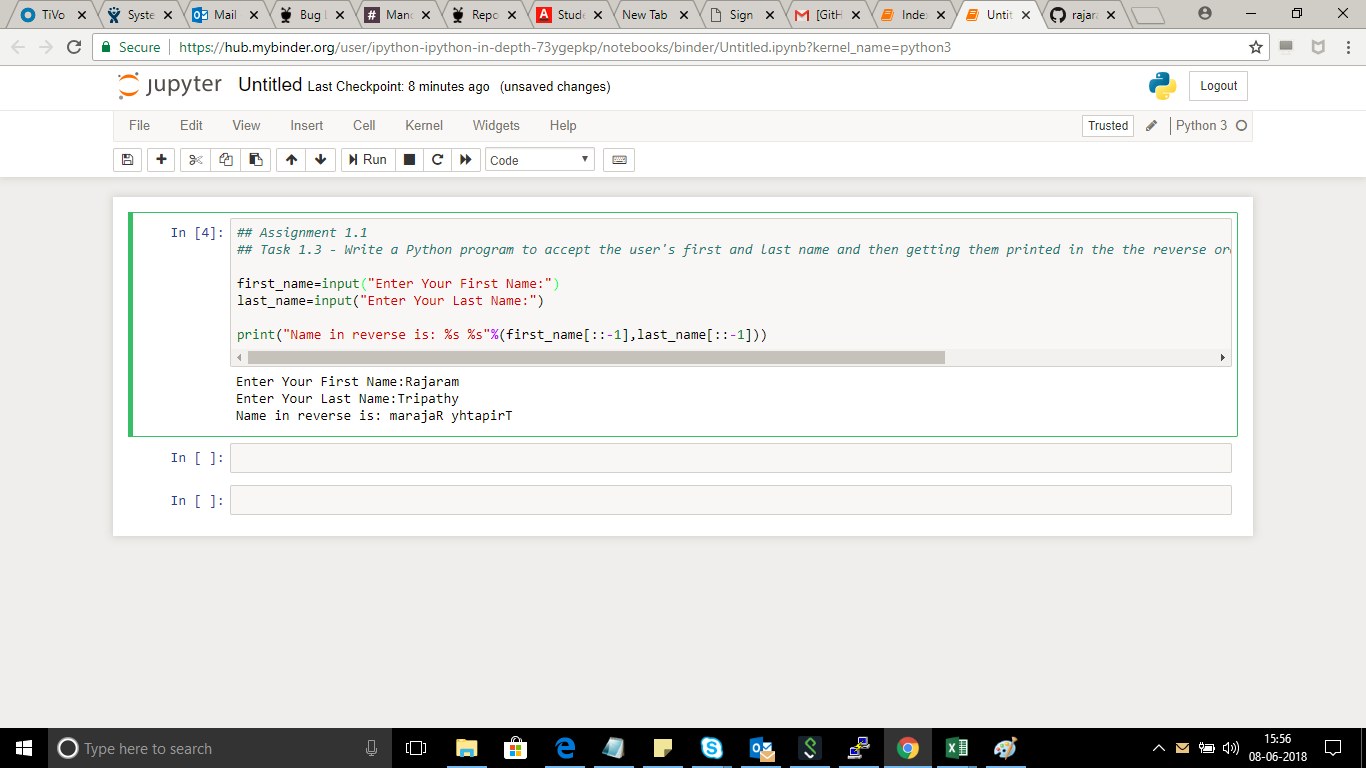 TiVo
Syste
Mail
Bug
Manc
Repo
Stude
New Tab
Sign
[GitH
Index
Untit
rajara
Secure
https://hub.mybinder.org/user/ipython-ipython-in-depth-73ygepkp/notebooks/binder/Untitled.ipynb?kernel_name=python3
jupyter Untitled Last Checkpoint: 8 minutes ago (unsaved changes)
Logout
File Edit View Insert Cell Kernel Widgets Help
Trusted
Python 3
Run
Code
In [4]:
## Assignment 1.1
## Task 1.3 - Write a Python program to accept the user's first and last name and then getting them printed in the the reverse or
first_name=input("Enter Your First Name:")
last_name=input("Enter Your Last Name:")
print("Name in reverse is: %s %s"%(first_name[::-1],last_name[::-1]))
Enter Your First Name:Rajaram
Enter Your Last Name:Tripathy
Name in reverse is: marajaR yhtapirT
In [ ]:
In [ ]:
Type here to search
15:56
08-06-2018